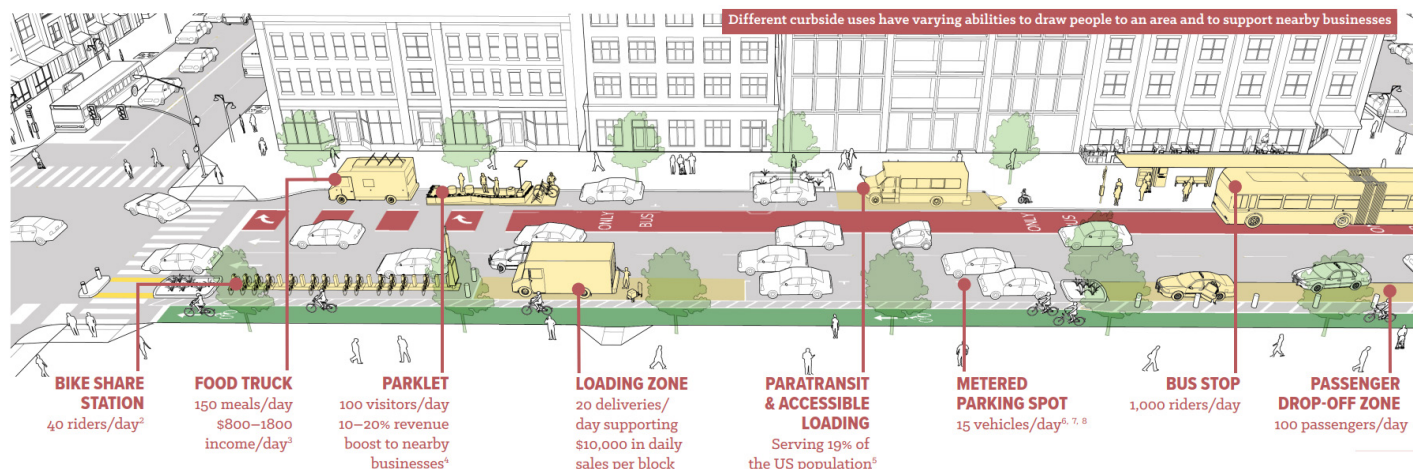 Different curbside uses have varying abilities to draw people to an area and to support nearby businesses
ONLY
BUS
ONLY
BUS
BIKE SHARE
STATION
40 riders/day²
FOOD TRUCK
150 meals/day
$800–1800
income/day³
PARKLET
100 visitors/day
10–20% revenue
boost to nearby
businesses⁴
LOADING ZONE
20 deliveries/
day supporting
$10,000 in daily
sales per block
PARATRANSIT
& ACCESSIBLE
LOADING
Serving 19% of
the US population⁵
METERED
PARKING SPOT
15 vehicles/day⁶, ⁷, ⁸
BUS STOP
1,000 riders/day
PASSENGER
DROP-OFF ZONE
100 passengers/day